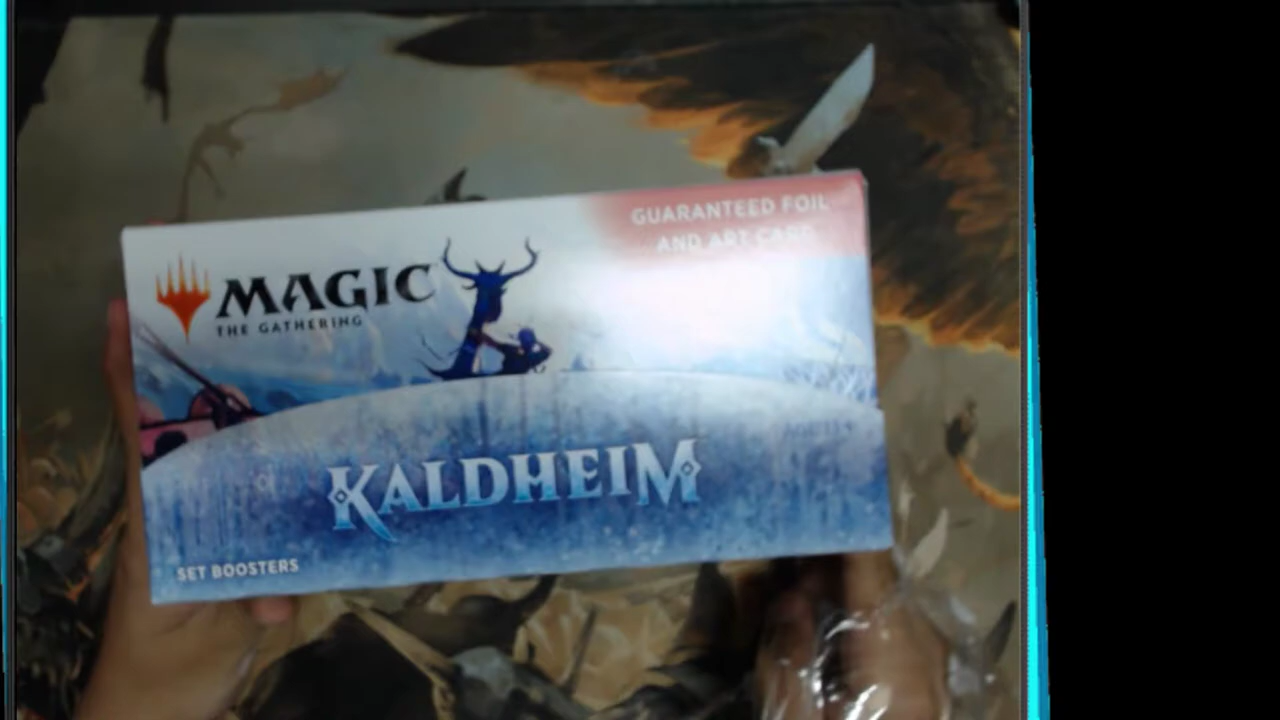 GUARANTEED FOIL
AND ART CARD
MAGIC
THE GATHERING
KALDHEIM
SET BOOSTERS